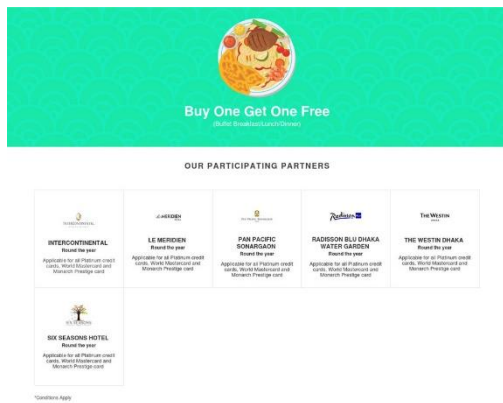 Buy One Get One Free
(Buffet Breakfast/Lunch/Dinner)
OUR PARTICIPATING PARTNERS
INTERCONTINENTAL
INTERCONTINENTAL
Round the year
Applicable for all Platinum credit
cards, World Mastercard and
Monarch Prestige card
Le MERIDIEN
LE MERIDIEN
Round the year
Applicable for all Platinum credit
cards, World Mastercard and
Monarch Prestige card
PAN PACIFIC
SONARGAON
Round the year
Applicable for all Platinum credit
cards, World Mastercard and
Monarch Prestige card
Radisson
RADISSON BLU DHAKA
WATER GARDEN
Round the year
Applicable for all Platinum credit
cards, World Mastercard and
Monarch Prestige card
THE WESTIN
THE WESTIN DHAKA
Round the year
Applicable for all Platinum credit
cards, World Mastercard and
Monarch Prestige card
SIX SEASONS
SIX SEASONS HOTEL
Round the year
Applicable for all Platinum credit
cards, World Mastercard and
Monarch Prestige card
*Conditions Apply